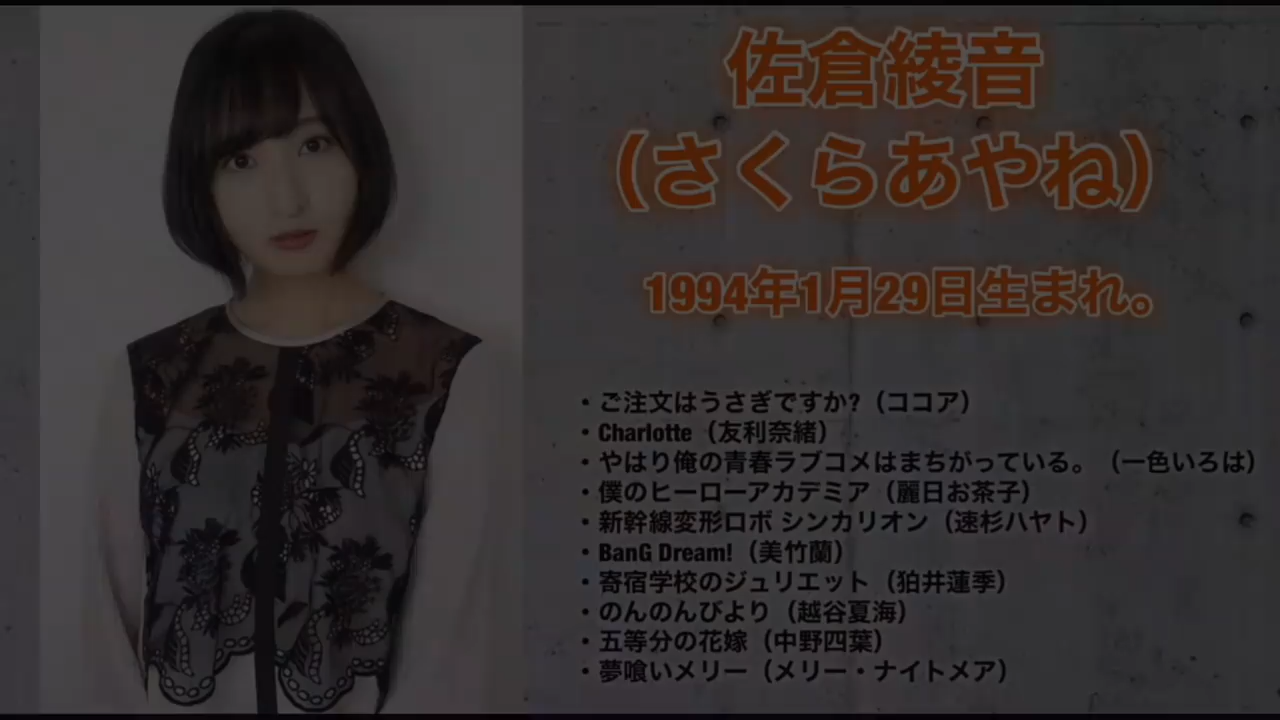 佐倉綾音
（さくらあやね）
1994年1月29日生まれ。
・ご注文はうさぎですか?（ココア）
・Charlotte（友利奈緒）
・やはり俺の青春ラブコメはまちがっている。（一色いろは）
・僕のヒーローアカデミア（麗日お茶子）
・新幹線変形ロボ シンカリオン（速杉ハヤト）
・BanG Dream!（美竹蘭）
・寄宿学校のジュリエット（狛井蓮季）
・のんのんびより（越谷夏海）
・五等分の花嫁（中野四葉）
・夢喰いメリー（メリー・ナイトメア）